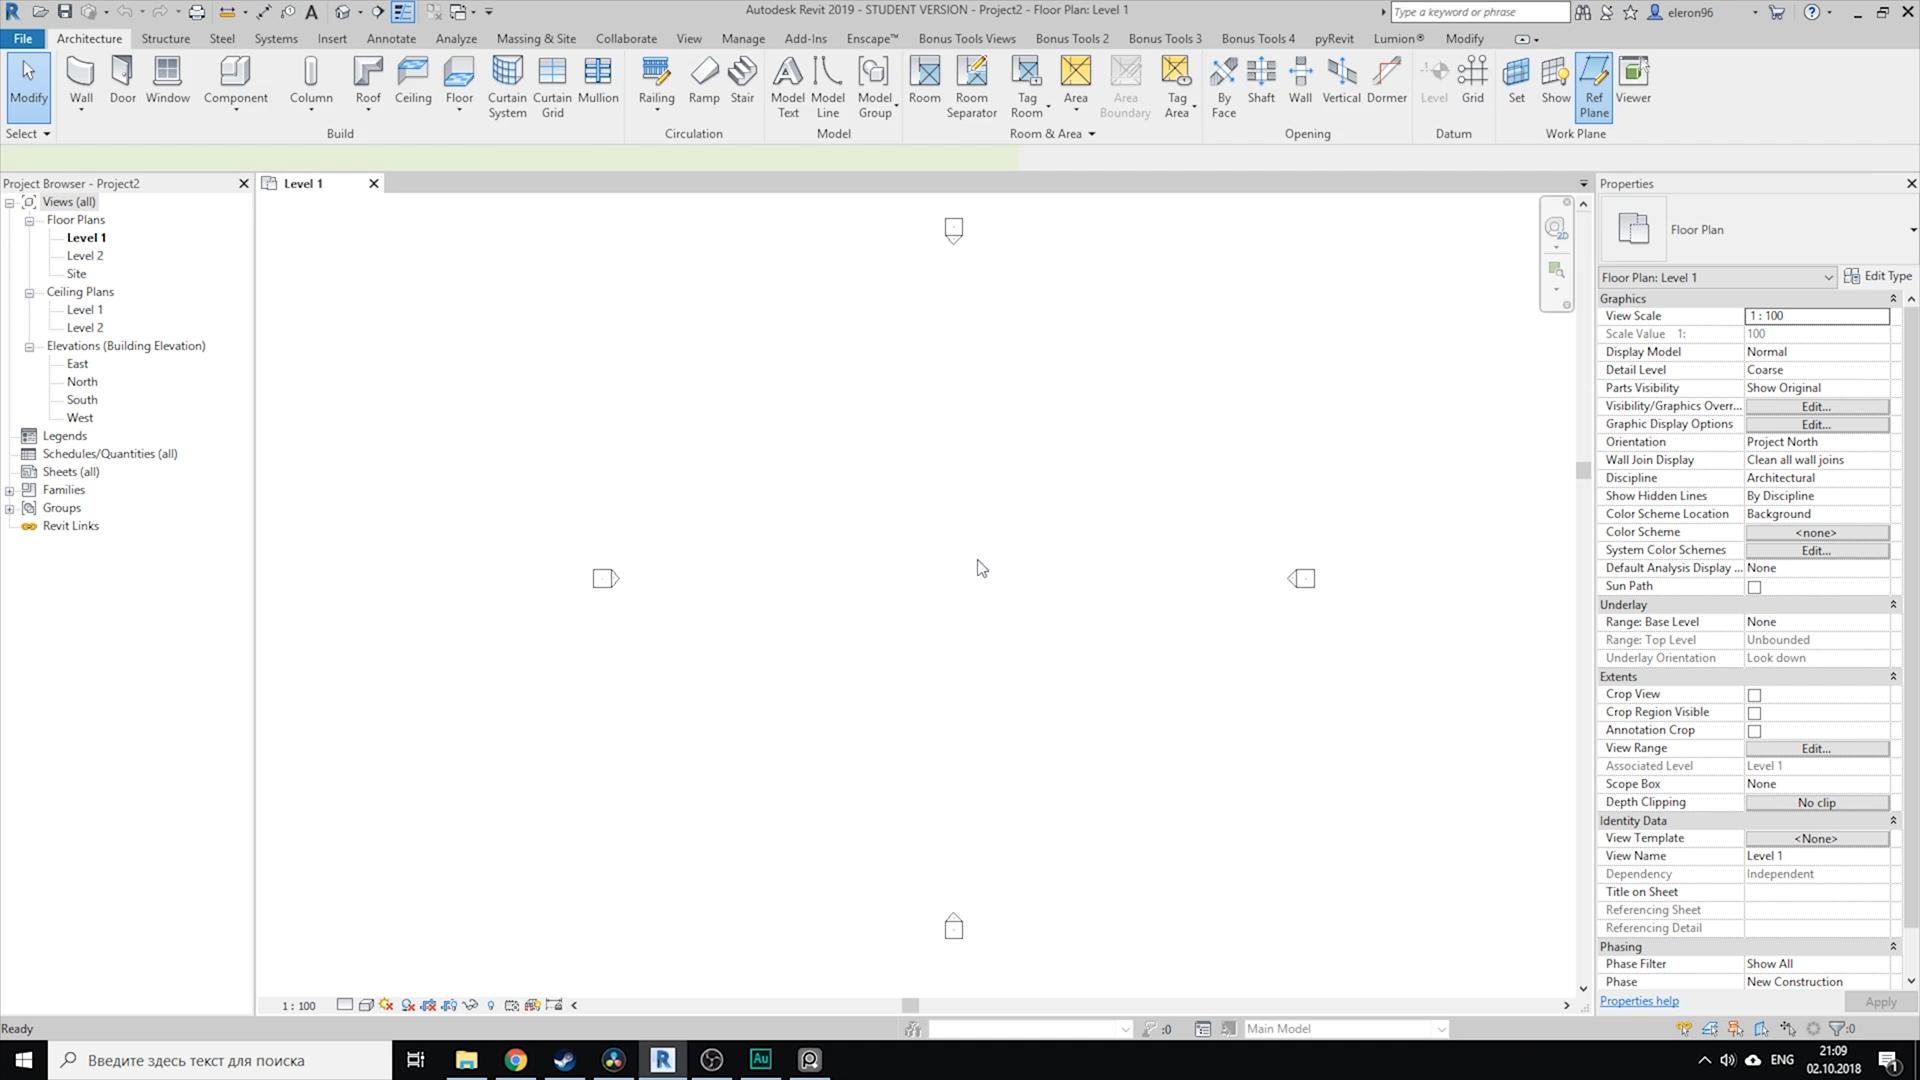 Autodesk Revit 2019 - STUDENT VERSION - Project2 - Floor Plan: Level 1
Type a keyword or phrase
eleron96
File
Architecture
Structure
Steel
Systems
Insert
Annotate
Analyze
Massing & Site
Collaborate
View
Manage
Add-Ins
Enscape™
Bonus Tools Views
Bonus Tools 2
Bonus Tools 3
Bonus Tools 4
pyRevit
Lumion®
Modify
Modify
Wall
Door
Window
Component
Column
Roof
Ceiling
Floor
Curtain System
Curtain Grid
Mullion
Railing
Ramp
Stair
Model Text
Model Line
Model Group
Room
Room Separator
Tag Room
Area
Area Boundary
Tag Area
By Face
Shaft
Wall
Vertical
Dormer
Level
Grid
Set
Show
Ref Plane
Viewer
Select
Build
Circulation
Model
Room & Area
Opening
Datum
Work Plane
Project Browser - Project2
Views (all)
Floor Plans
Level 1
Level 2
Site
Ceiling Plans
Level 1
Level 2
Elevations (Building Elevation)
East
North
South
West
Legends
Schedules/Quantities (all)
Sheets (all)
Families
Groups
Revit Links
Level 1
2D
Properties
Floor Plan
Floor Plan: Level 1
Edit Type
Graphics
View Scale 1 : 100
Scale Value 1: 100
Display Model Normal
Detail Level Coarse
Parts Visibility Show Original
Visibility/Graphics Overr... Edit...
Graphic Display Options Edit...
Orientation Project North
Wall Join Display Clean all wall joins
Discipline Architectural
Show Hidden Lines By Discipline
Color Scheme Location Background
Color Scheme <none>
System Color Schemes Edit...
Default Analysis Display ... None
Sun Path
Underlay
Range: Base Level None
Range: Top Level Unbounded
Underlay Orientation Look down
Extents
Crop View
Crop Region Visible
Annotation Crop
View Range Edit...
Associated Level Level 1
Scope Box None
Depth Clipping No clip
Identity Data
View Template <None>
View Name Level 1
Dependency Independent
Title on Sheet
Referencing Sheet
Referencing Detail
Phasing
Phase Filter Show All
Phase New Construction
Properties help
Apply
1 : 100
Ready
:0
Main Model
:0
Введите здесь текст для поиска
R
Au
ENG
21:09
02.10.2018
1